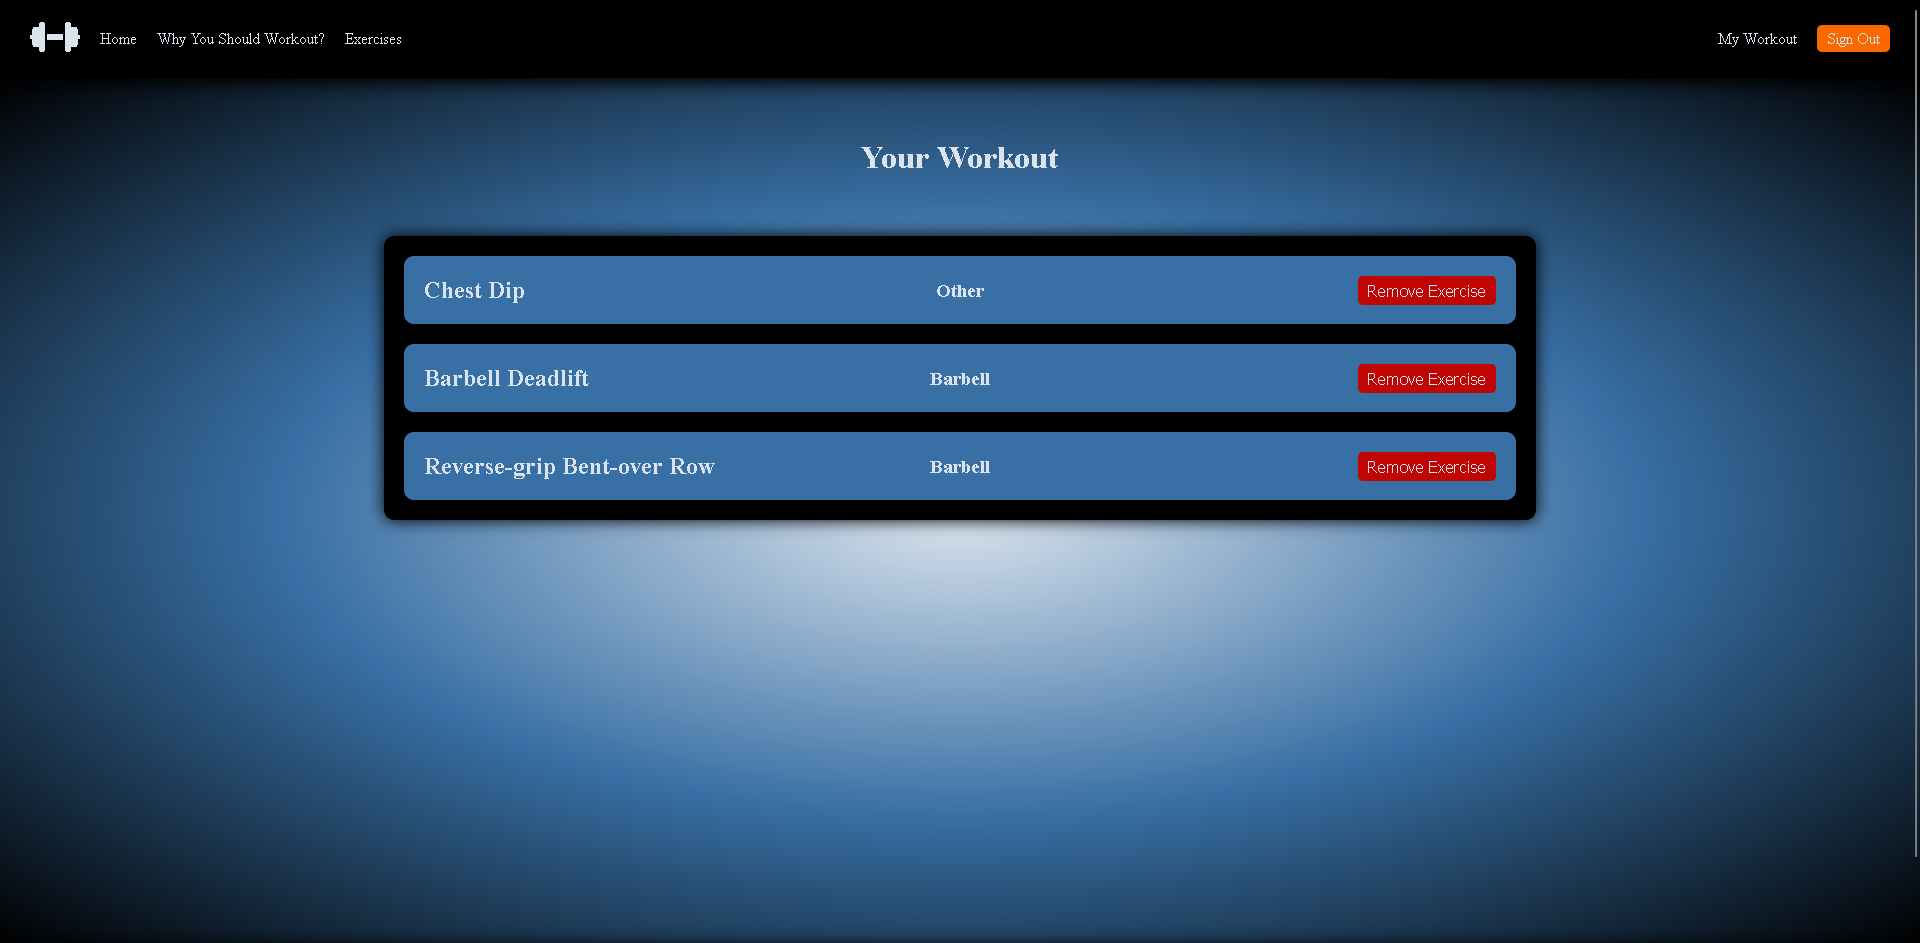 Home Why You Should Workout? Exercises My Workout Sign Out
Your Workout
Chest Dip Other Remove Exercise
Barbell Deadlift Barbell Remove Exercise
Reverse-grip Bent-over Row Barbell Remove Exercise